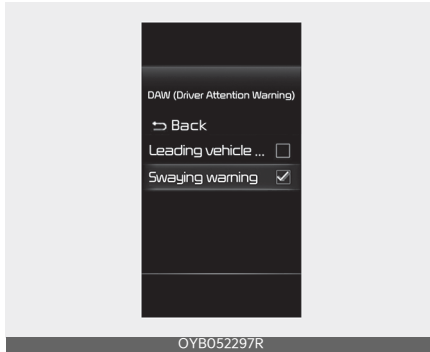 DAW (Driver Attention Warning)
Back
Leading vehicle ...
Swaying warning
OYB052297R